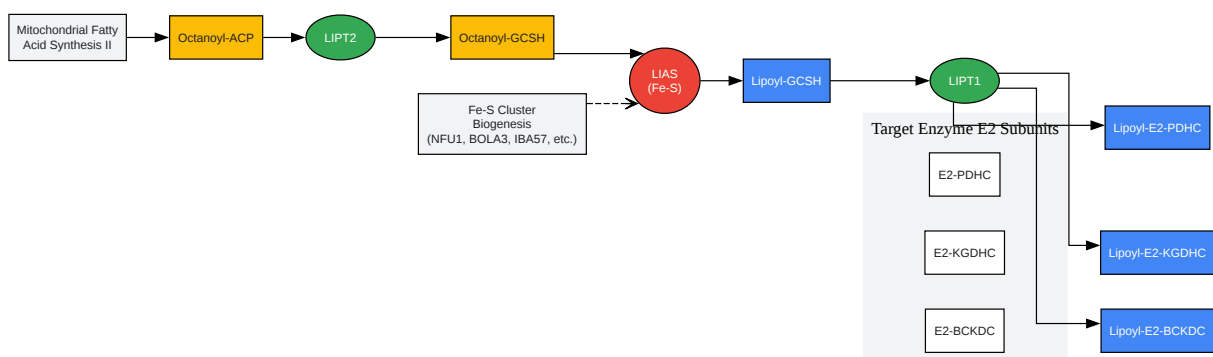 Mitochondrial Fatty
Acid Synthesis II
Octanoyl-ACP
LIPT2
Octanoyl-GCSH
LIAS
(Fe-S)
Lipoyl-GCSH
LIPT1
Fe-S Cluster
Biogenesis
(NFU1, BOLA3, IBA57, etc.)
Target Enzyme E2 Subunits
Lipoyl-E2-PDHC
E2-PDHC
E2-KGDHC
Lipoyl-E2-KGDHC
E2-BCKDC
Lipoyl-E2-BCKDC